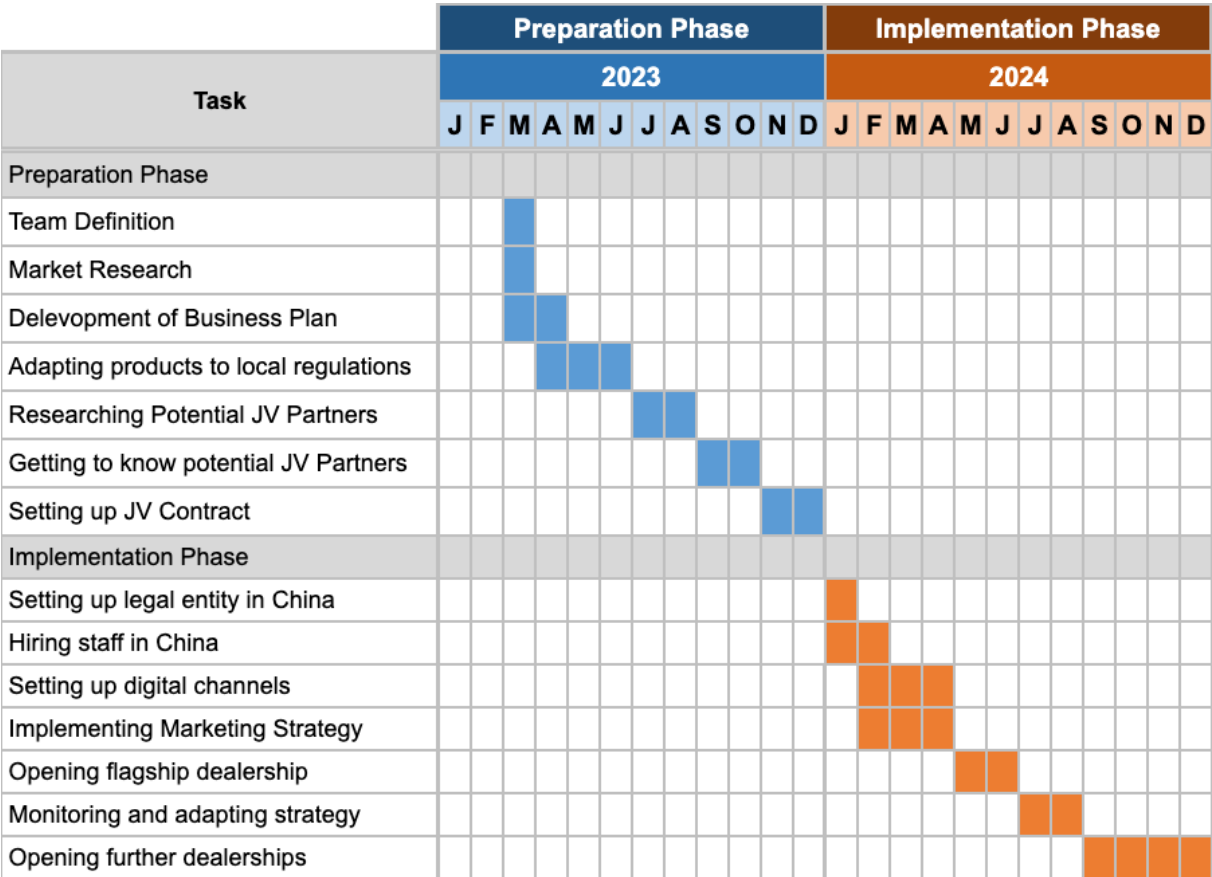 Preparation Phase Implementation Phase
Task
2023 2024
J F M A M J J A S O N D J F M A M J J A S O N D
Preparation Phase
Team Definition
Market Research
Delevopment of Business Plan
Adapting products to local regulations
Researching Potential JV Partners
Getting to know potential JV Partners
Setting up JV Contract
Implementation Phase
Setting up legal entity in China
Hiring staff in China
Setting up digital channels
Implementing Marketing Strategy
Opening flagship dealership
Monitoring and adapting strategy
Opening further dealerships